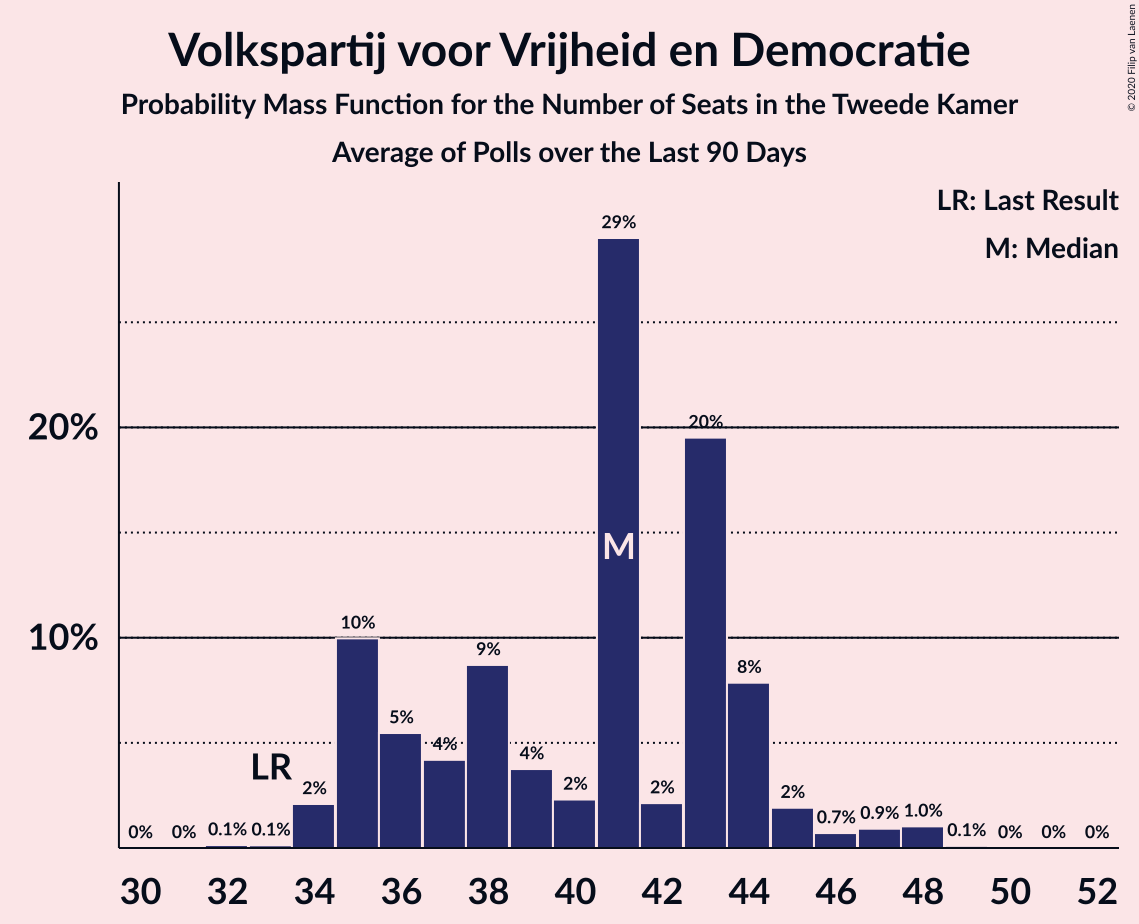 Volkspartij voor Vrijheid en Democratie
Probability Mass Function for the Number of Seats in the Tweede Kamer
Average of Polls over the Last 90 Days
© 2020 Filip van Laenen
LR: Last Result
M: Median
20%
10%
0% 0% 0.1% 0.1% 2% 10% 5% 4% 9% 4% 2% 29% 2% 20% 8% 2% 0.7% 0.9% 1.0% 0.1% 0% 0% 0%
LR
M
30 32 34 36 38 40 42 44 46 48 50 52